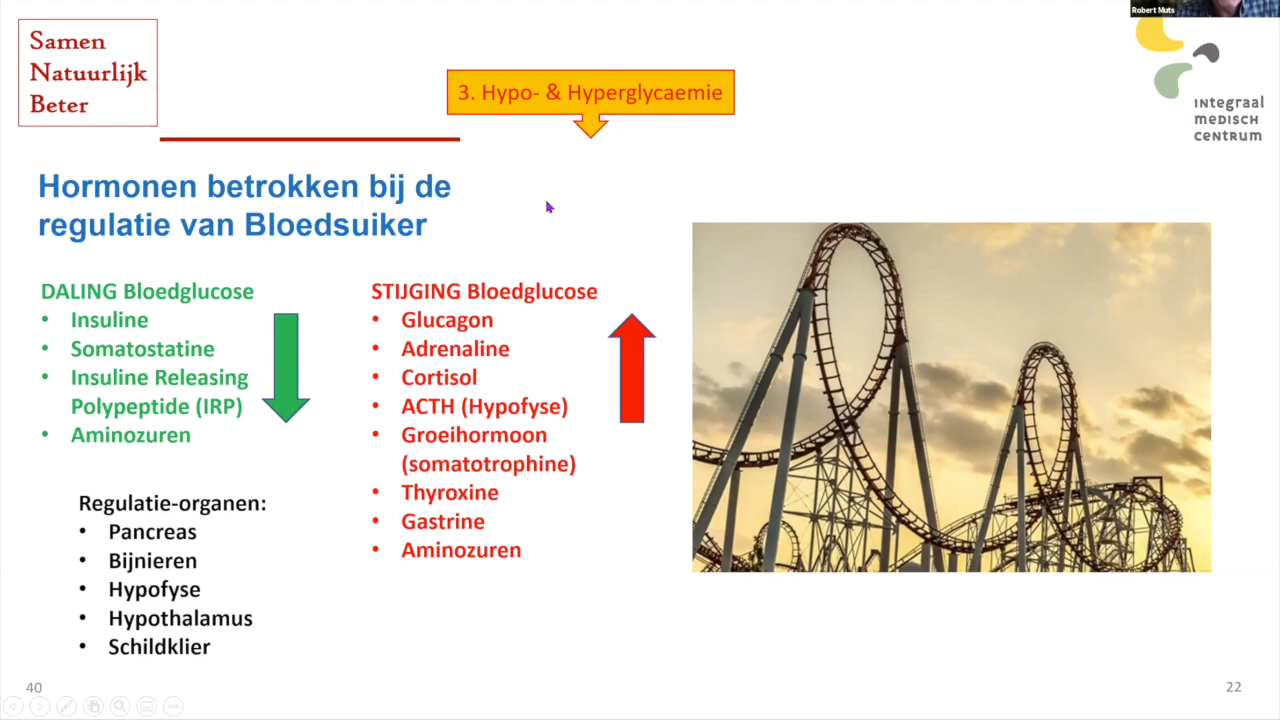 Robert Muts
Samen
Natuurlijk
Beter
3. Hypo- & Hyperglycaemie
INtegraal
meDISCH
CeNTRUM
Hormonen betrokken bij de
regulatie van Bloedsuiker
DALING Bloedglucose
• Insuline
• Somatostatine
• Insuline Releasing
Polypeptide (IRP)
• Aminozuren
Regulatie-organen:
• Pancreas
• Bijnieren
• Hypofyse
• Hypothalamus
• Schildklier
STIJGING Bloedglucose
• Glucagon
• Adrenaline
• Cortisol
• ACTH (Hypofyse)
• Groeihormoon
(somatotrophine)
• Thyroxine
• Gastrine
• Aminozuren
40
22